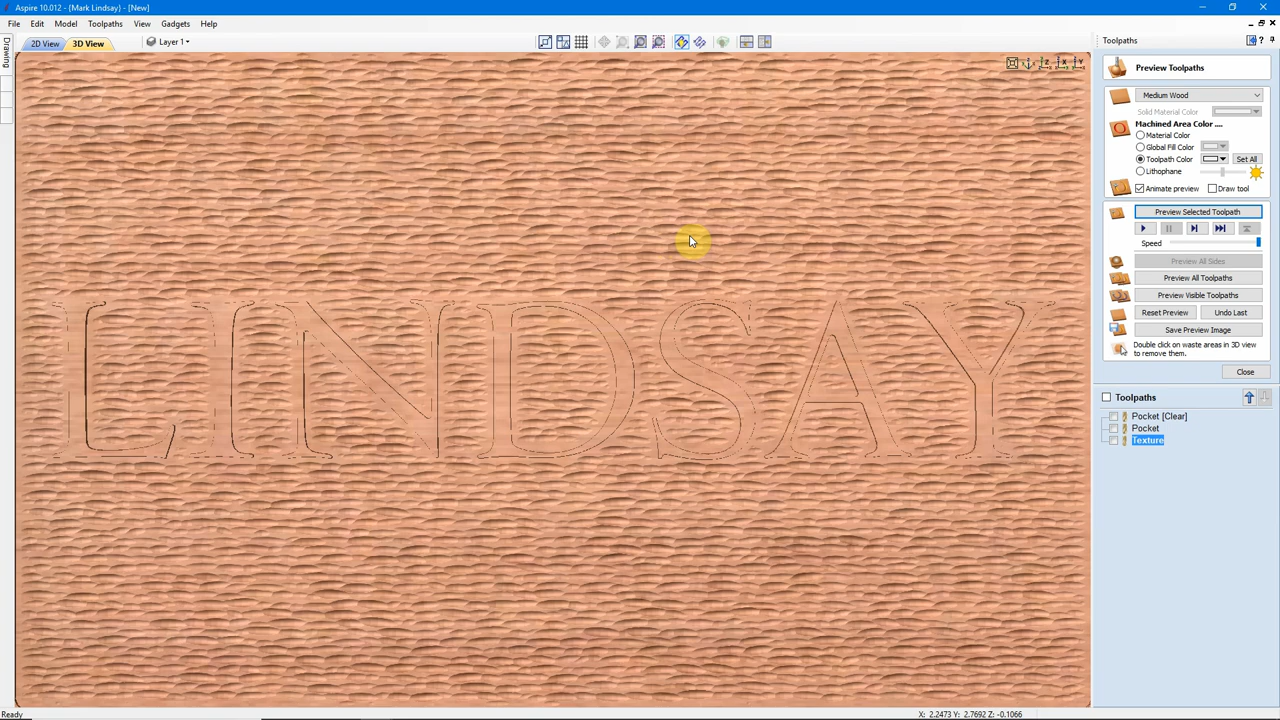 Aspire 10.012 - {Mark Lindsay} - [New]
File Edit Model Toolpaths View Gadgets Help
2D View 3D View Layer 1
Drawing
LINDSAY
Toolpaths
Preview Toolpaths
Medium Wood
Solid Material Color
Machined Area Color ....
Material Color
Global Fill Color
Toolpath Color Set All
Lithophane
Animate preview Draw tool
Preview Selected Toolpath
Speed
Preview All Sides
Preview All Toolpaths
Preview Visible Toolpaths
Reset Preview Undo Last
Save Preview Image
Double click on waste areas in 3D view
to remove them.
Close
Toolpaths
Pocket [Clear]
Pocket
Texture
Ready X: 2.2473 Y: 2.7692 Z: -0.1066